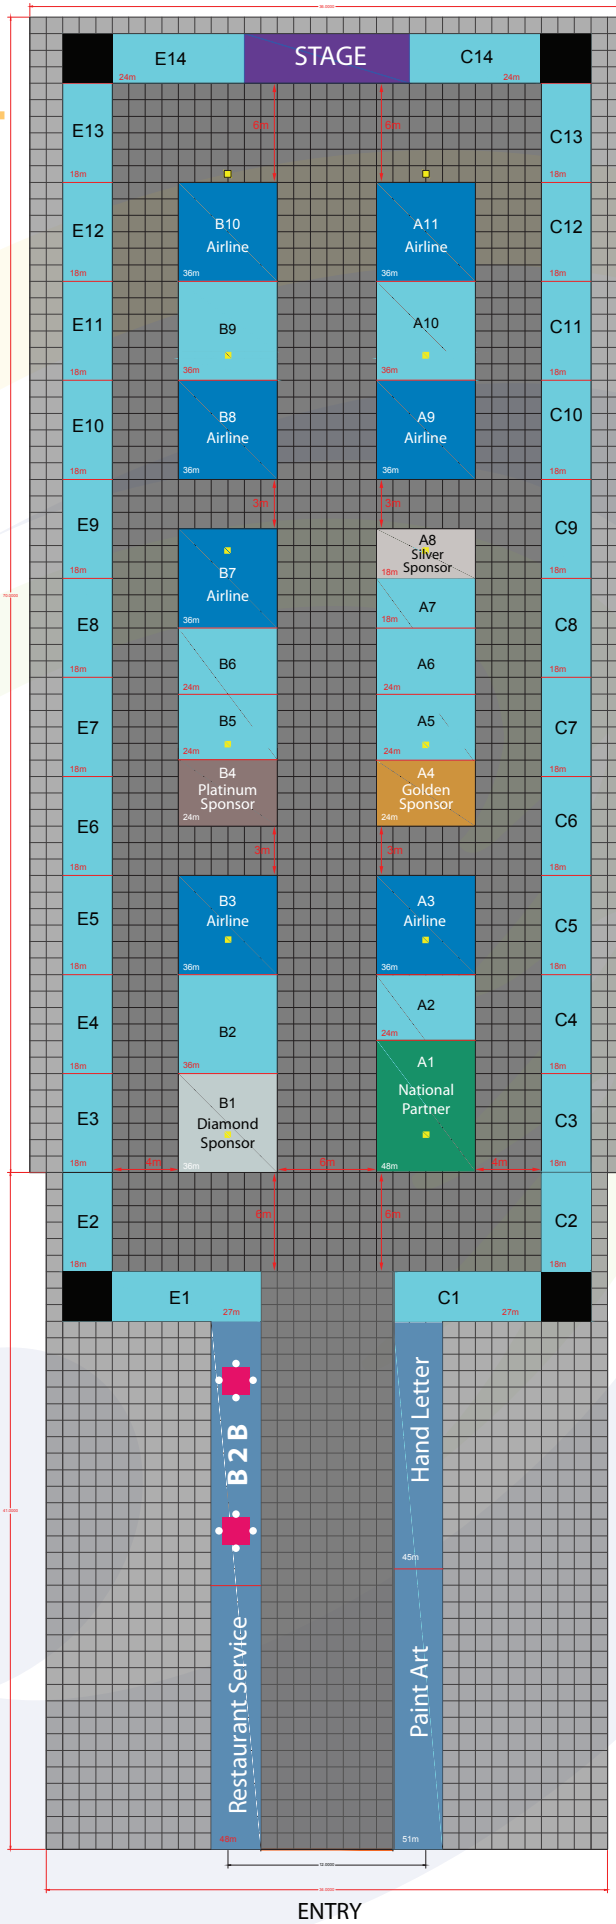 E14
STAGE
C14
24m
24m
E13
6m
6m
C13
18m
18m
E12
B10
Airline
36m
A11
Airline
36m
C12
18m
18m
E11
B9
36m
A10
36m
C11
18m
18m
E10
B8
Airline
36m
A9
Airline
36m
C10
18m
18m
E9
3m
3m
C9
18m
18m
B7
Airline
36m
A8
Silver
Sponsor
18m
E8
A7
18m
C8
18m
18m
B6
24m
A6
24m
E7
B5
24m
A5
24m
C7
18m
18m
B4
Platinum
Sponsor
24m
A4
Golden
Sponsor
24m
E6
3m
3m
C6
18m
18m
E5
B3
Airline
36m
A3
Airline
36m
C5
18m
18m
E4
B2
36m
A2
24m
C4
18m
18m
E3
B1
Diamond
Sponsor
36m
A1
National
Partner
48m
C3
18m
4m
6m
4m
18m
E2
6m
6m
C2
18m
18m
E1
27m
C1
27m
B2B
Hand Letter
45m
Restaurant Service
48m
Paint Art
51m
12.0000
ENTRY